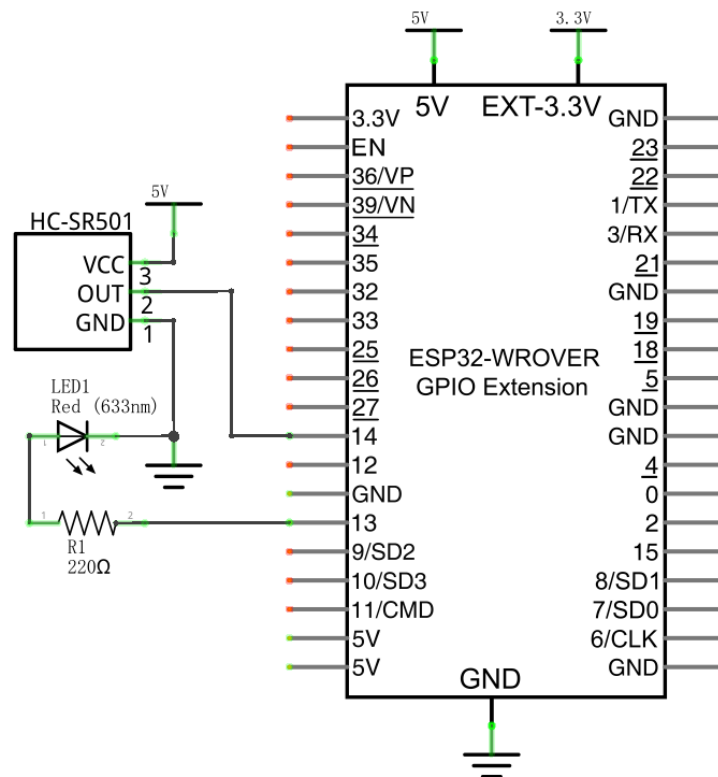 5V
3.3V
5V
EXT-3.3V
3.3V
EN
36/VP
39/VN
34
35
32
33
25
26
27
14
12
GND
13
9/SD2
10/SD3
11/CMD
5V
5V
ESP32-WROVER
GPIO Extension
GND
23
22
1/TX
3/RX
21
GND
19
18
5
GND
GND
4
0
2
15
8/SD1
7/SD0
6/CLK
GND
GND
5V
HC-SR501
VCC
3
OUT
2
GND
1
LED1
Red (633nm)
1
2
1
2
R1
220Ω